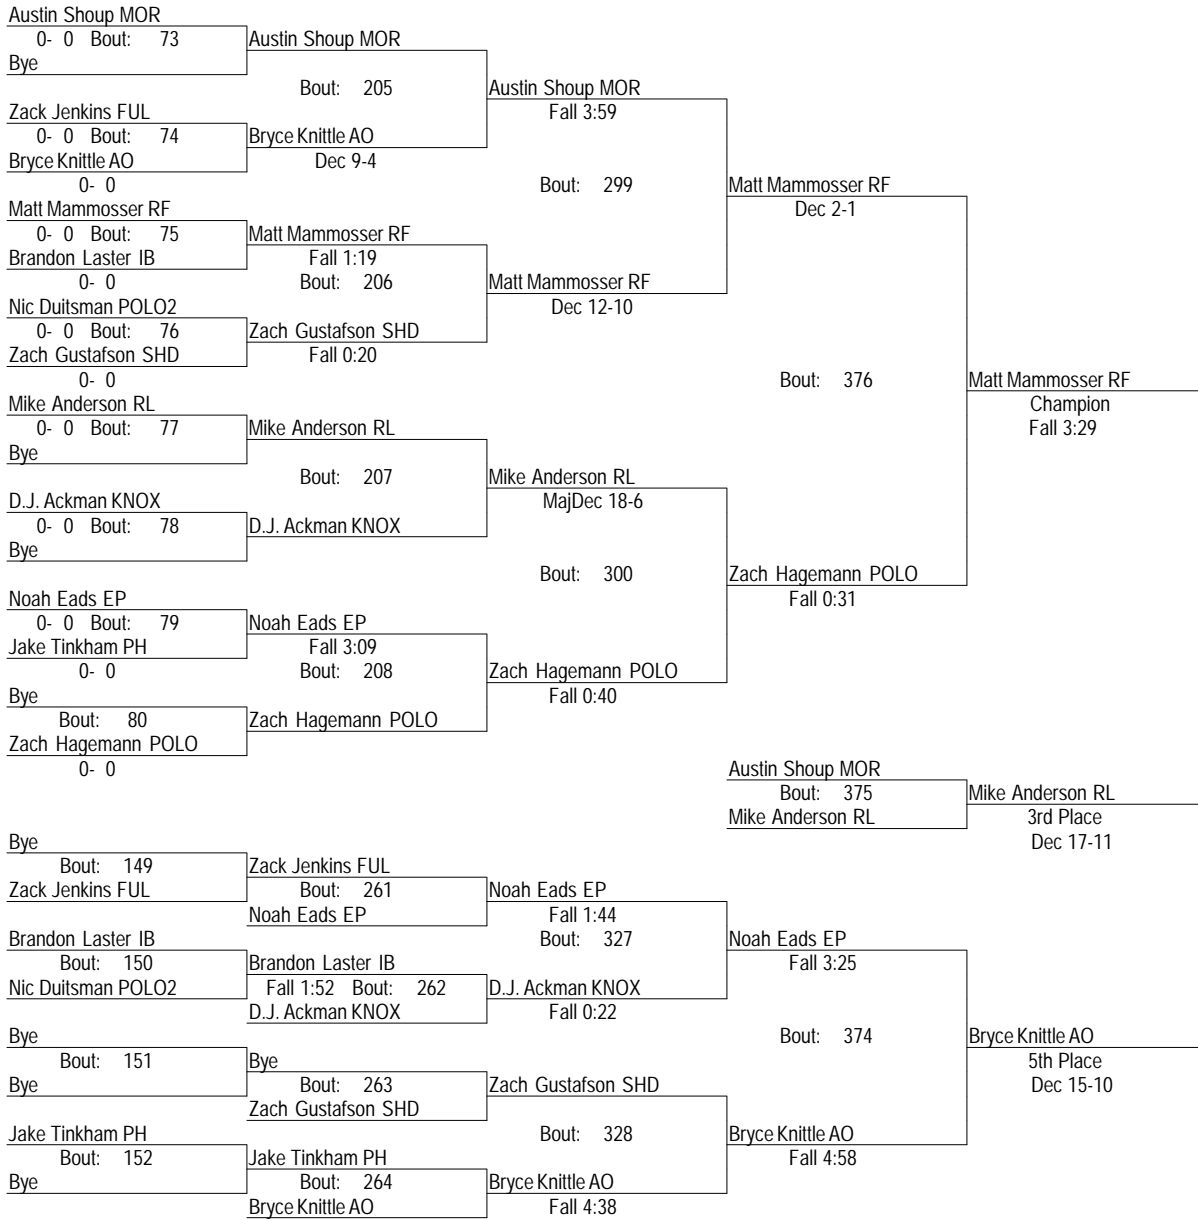 Austin Shoup MOR
0- 0 Bout: 73 Austin Shoup MOR
Bye
Bout: 205 Austin Shoup MOR
Zack Jenkins FUL Fall 3:59
0- 0 Bout: 74 Bryce Knittle AO
Bryce Knittle AO Dec 9-4
0- 0 Bout: 299 Matt Mammosser RF
Matt Mammosser RF Dec 2-1
0- 0 Bout: 75 Matt Mammosser RF
Brandon Laster IB Fall 1:19
0- 0 Bout: 206 Matt Mammosser RF
Nic Duitsman POLO2 Dec 12-10
0- 0 Bout: 76 Zach Gustafson SHD
Zach Gustafson SHD Fall 0:20
0- 0 Bout: 376 Matt Mammosser RF
Mike Anderson RL Champion
0- 0 Bout: 77 Mike Anderson RL Fall 3:29
Bye
Bout: 207 Mike Anderson RL
D.J. Ackman KNOX MajDec 18-6
0- 0 Bout: 78 D.J. Ackman KNOX
Bye
Bout: 300 Zach Hagemann POLO
Noah Eads EP Fall 0:31
0- 0 Bout: 79 Noah Eads EP
Jake Tinkham PH Fall 3:09
0- 0 Bout: 208 Zach Hagemann POLO
Bye Fall 0:40
Bout: 80 Zach Hagemann POLO
Zach Hagemann POLO
0- 0 Austin Shoup MOR
Bout: 375 Mike Anderson RL
Mike Anderson RL 3rd Place
Bye Dec 17-11
Bout: 149 Zack Jenkins FUL
Zack Jenkins FUL Bout: 261 Noah Eads EP
Noah Eads EP Fall 1:44
Brandon Laster IB Bout: 327 Noah Eads EP
Bout: 150 Brandon Laster IB Fall 3:25
Nic Duitsman POLO2 Fall 1:52 Bout: 262 D.J. Ackman KNOX
D.J. Ackman KNOX Fall 0:22
Bye Bout: 374 Bryce Knittle AO
Bout: 151 Bye 5th Place
Bye Bout: 263 Zach Gustafson SHD Dec 15-10
Zach Gustafson SHD
Jake Tinkham PH Bout: 328 Bryce Knittle AO
Bout: 152 Jake Tinkham PH Fall 4:58
Bye Bout: 264 Bryce Knittle AO
Bryce Knittle AO Fall 4:38